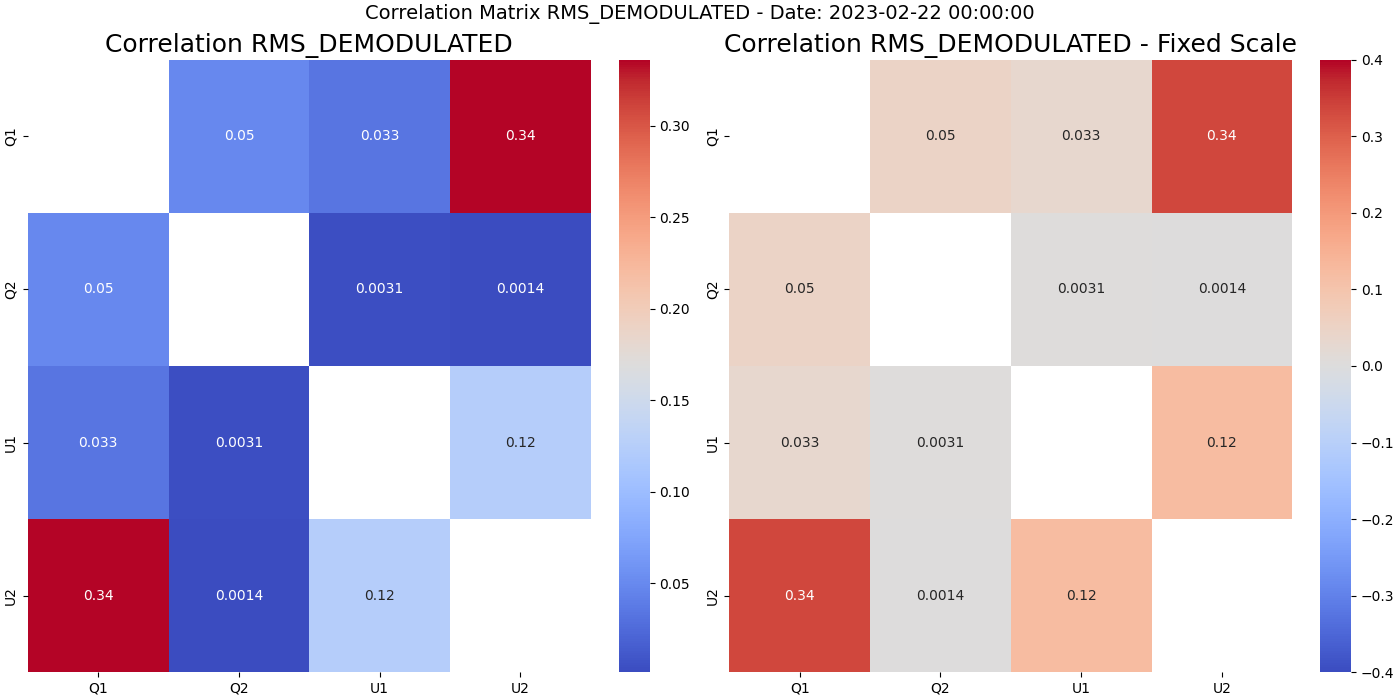 Correlation Matrix RMS_DEMODULATED - Date: 2023-02-22 00:00:00
Correlation RMS_DEMODULATED
Q1
0.05
0.033
0.34
Q2
0.05
0.0031
0.0014
U1
0.033
0.0031
0.12
U2
0.34
0.0014
0.12
Q1
Q2
U1
U2
0.30
0.25
0.20
0.15
0.10
0.05
Correlation RMS_DEMODULATED - Fixed Scale
Q1
0.05
0.033
0.34
Q2
0.05
0.0031
0.0014
U1
0.033
0.0031
0.12
U2
0.34
0.0014
0.12
Q1
Q2
U1
U2
0.4
0.3
0.2
0.1
0.0
−0.1
−0.2
−0.3
−0.4